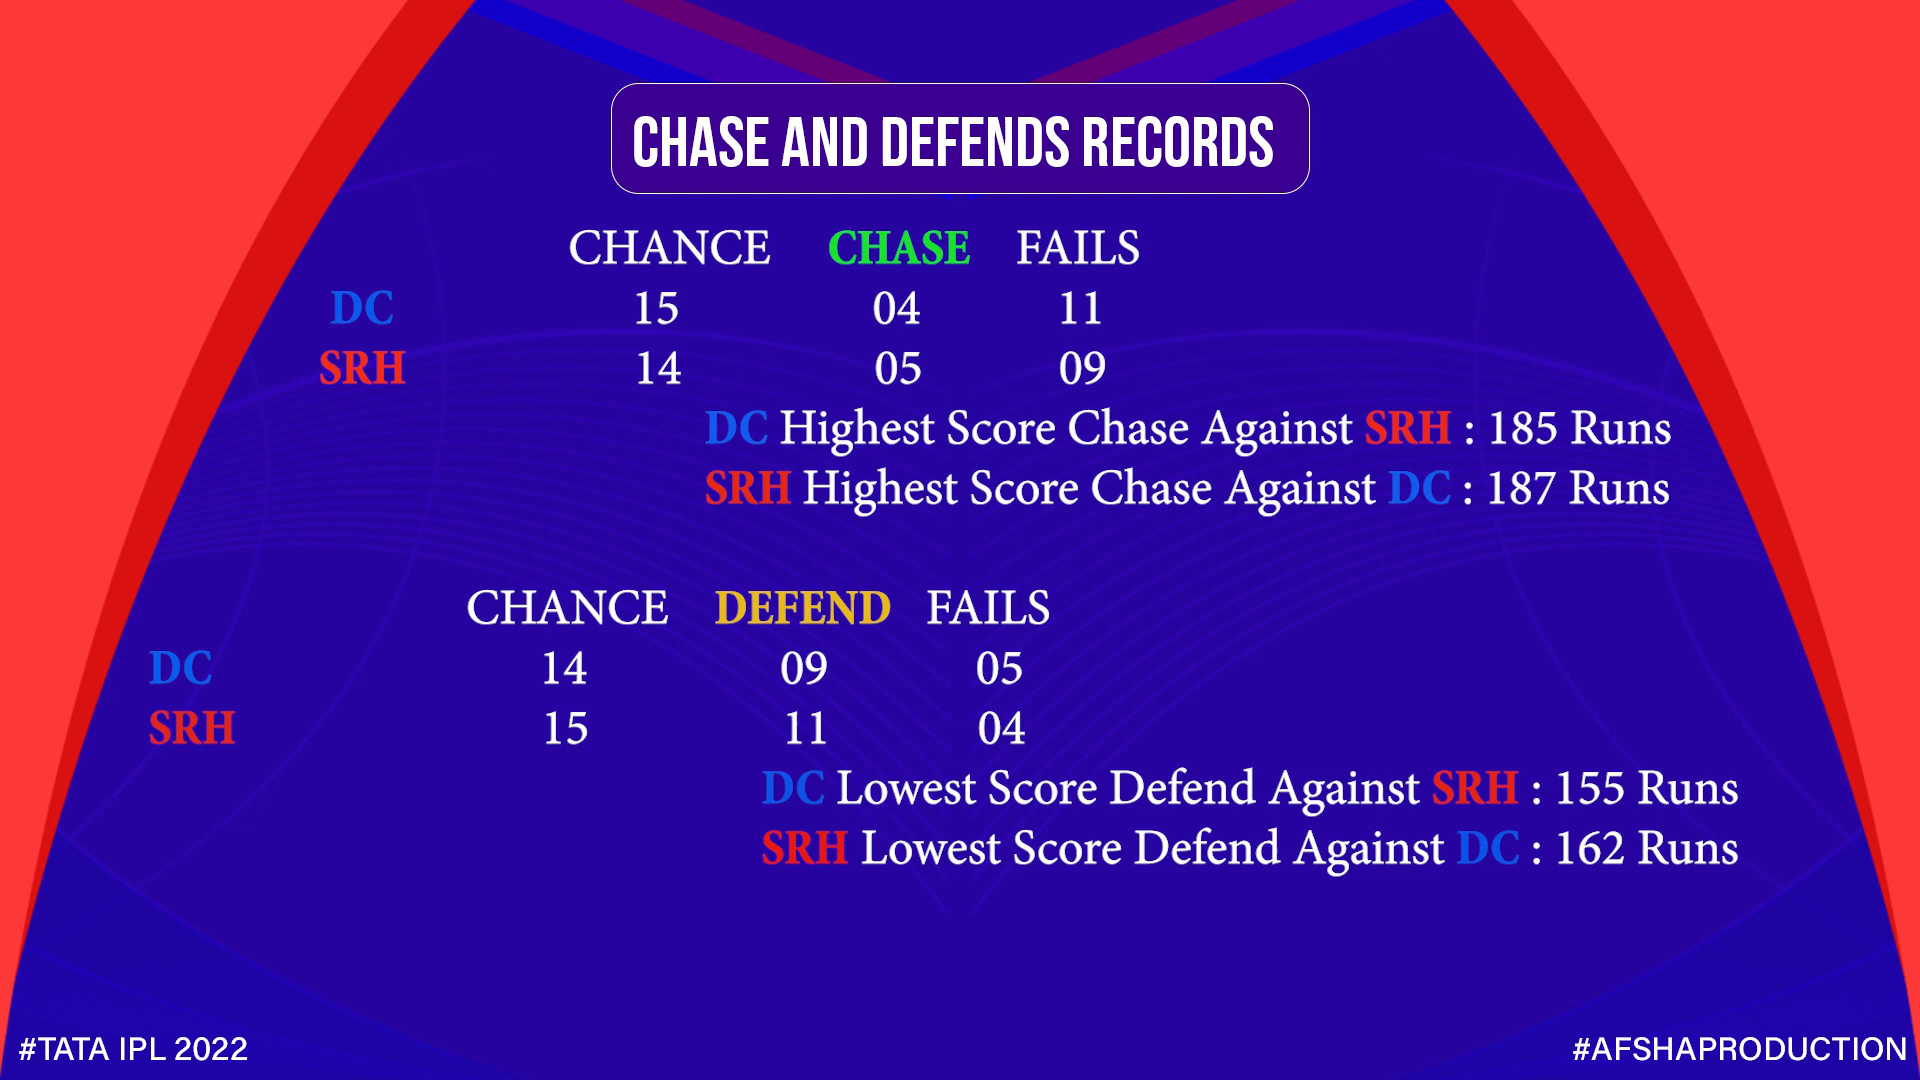 CHASE AND DEFENDS RECORDS
CHANCE CHASE FAILS
DC 15 04 11
SRH 14 05 09
DC Highest Score Chase Against SRH : 185 Runs
SRH Highest Score Chase Against DC : 187 Runs
CHANCE DEFEND FAILS
DC 14 09 05
SRH 15 11 04
DC Lowest Score Defend Against SRH : 155 Runs
SRH Lowest Score Defend Against DC : 162 Runs
#TATA IPL 2022
#AFSHAPRODUCTION